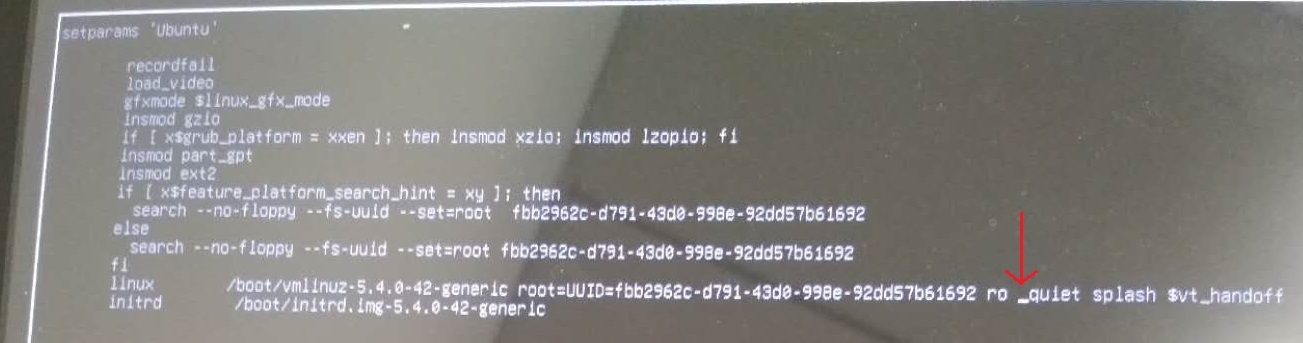 setparams 'Ubuntu'
recordfail
load_video
gfxmode $linux_gfx_mode
insmod gzio
if [ x$grub_platform = xxen ]; then insmod xzio; insmod lzopio; fi
insmod part_gpt
insmod ext2
if [ x$feature_platform_search_hint = xy ]; then
search --no-floppy --fs-uuid --set=root fbb2962c-d791-43d0-998e-92dd57b61692
else
search --no-floppy --fs-uuid --set=root fbb2962c-d791-43d0-998e-92dd57b61692
fi
linux /boot/vmlinuz-5.4.0-42-generic root=UUID=fbb2962c-d791-43d0-998e-92dd57b61692 ro _quiet splash $vt_handoff
initrd /boot/initrd.img-5.4.0-42-generic